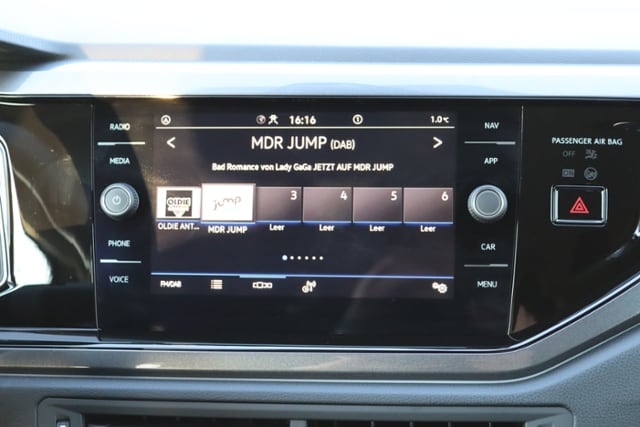 RADIO
MEDIA
PHONE
VOICE
16:16
1.0°C
< MDR JUMP (DAB) >
Bad Romance von Lady GaGa JETZT AUF MDR JUMP
OLDIE
jump
3
4
5
6
OLDIE ANT...
MDR JUMP
Leer
Leer
Leer
Leer
FM/DAB
NAV
APP
CAR
MENU
PASSENGER AIR BAG
OFF
ON